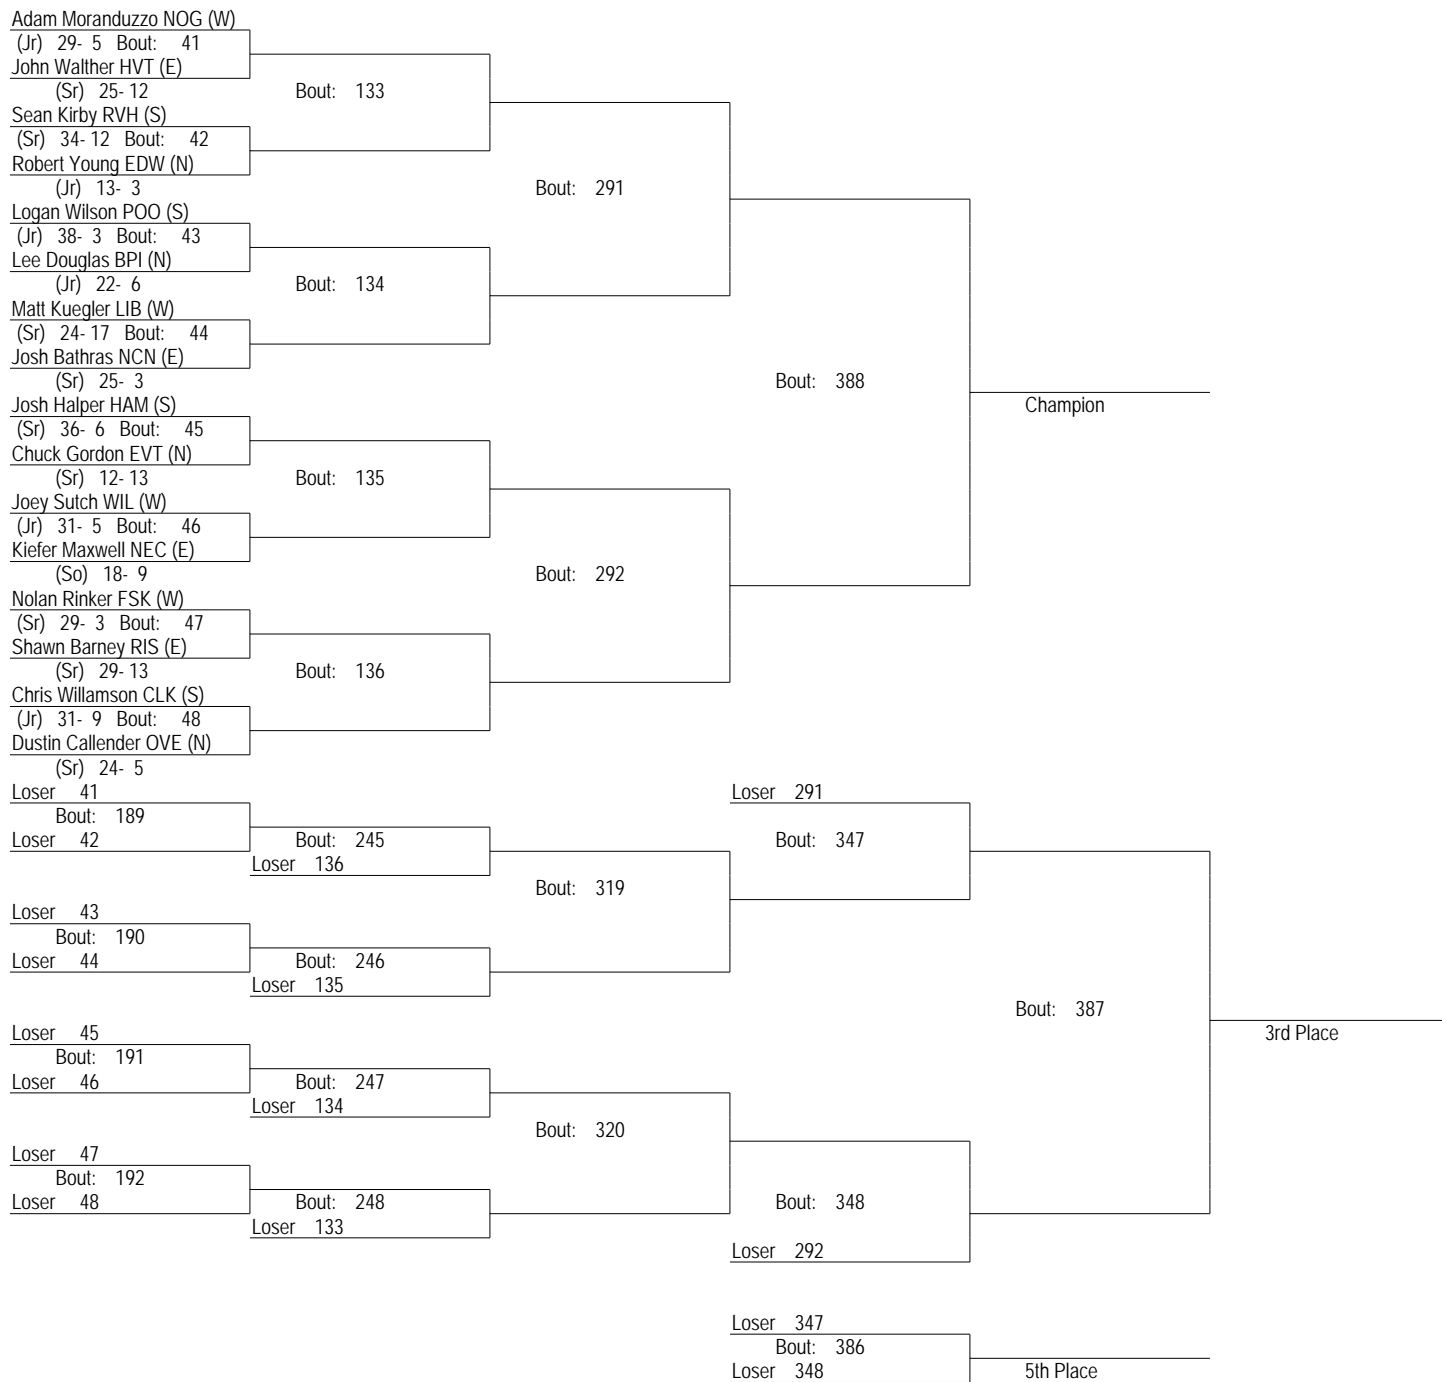 Adam Moranduzzo NOG (W)
(Jr) 29- 5 Bout: 41
John Walther HVT (E)
(Sr) 25- 12
Bout: 133
Sean Kirby RVH (S)
(Sr) 34- 12 Bout: 42
Robert Young EDW (N)
(Jr) 13- 3
Bout: 291
Logan Wilson POO (S)
(Jr) 38- 3 Bout: 43
Lee Douglas BPI (N)
(Jr) 22- 6
Bout: 134
Matt Kuegler LIB (W)
(Sr) 24- 17 Bout: 44
Josh Bathras NCN (E)
(Sr) 25- 3
Bout: 388
Champion
Josh Halper HAM (S)
(Sr) 36- 6 Bout: 45
Chuck Gordon EVT (N)
(Sr) 12- 13
Bout: 135
Joey Sutch WIL (W)
(Jr) 31- 5 Bout: 46
Kiefer Maxwell NEC (E)
(So) 18- 9
Bout: 292
Nolan Rinker FSK (W)
(Sr) 29- 3 Bout: 47
Shawn Barney RIS (E)
(Sr) 29- 13
Bout: 136
Chris Willamson CLK (S)
(Jr) 31- 9 Bout: 48
Dustin Callender OVE (N)
(Sr) 24- 5
Loser 41
Bout: 189
Loser 42
Bout: 245
Loser 136
Bout: 319
Loser 291
Bout: 347
Loser 43
Bout: 190
Loser 44
Bout: 246
Loser 135
Bout: 387
3rd Place
Loser 45
Bout: 191
Loser 46
Bout: 247
Loser 134
Bout: 320
Loser 47
Bout: 192
Loser 48
Bout: 248
Loser 133
Bout: 348
Loser 292
Loser 347
Bout: 386
Loser 348
5th Place